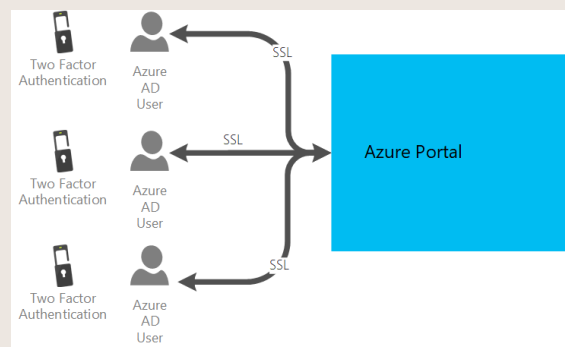 SSL
Two Factor
Authentication
Azure
AD
User
SSL
Azure Portal
Two Factor
Authentication
Azure
AD
User
SSL
Two Factor
Authentication
Azure
AD
User